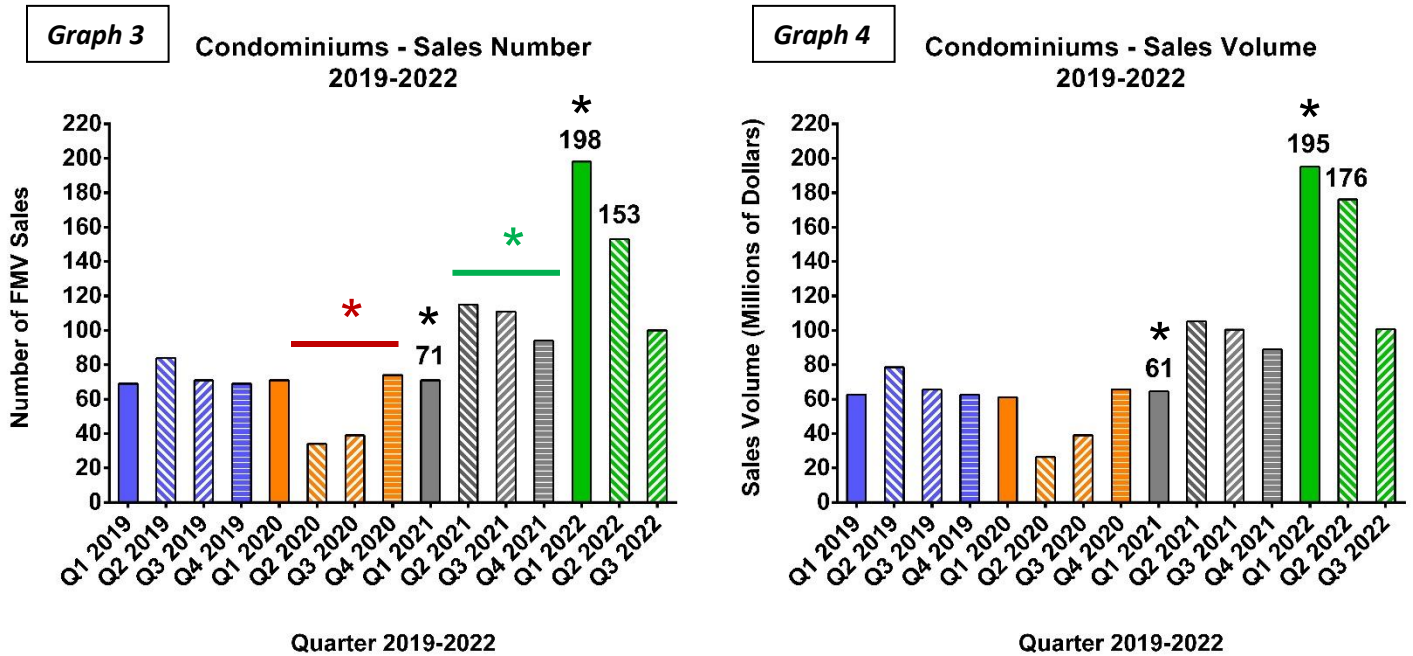 Graph 3
Condominiums - Sales Number
2019-2022
Number of FMV Sales
220
200
180
160
140
120
100
80
60
40
20
0
*
198
153
*
*
*
71
Q1 2019
Q2 2019
Q3 2019
Q4 2019
Q1 2020
Q2 2020
Q3 2020
Q4 2020
Q1 2021
Q2 2021
Q3 2021
Q4 2021
Q1 2022
Q2 2022
Q3 2022
Quarter 2019-2022
Graph 4
Condominiums - Sales Volume
2019-2022
Sales Volume (Millions of Dollars)
220
200
180
160
140
120
100
80
60
40
20
0
*
195
176
*
61
Q1 2019
Q2 2019
Q3 2019
Q4 2019
Q1 2020
Q2 2020
Q3 2020
Q4 2020
Q1 2021
Q2 2021
Q3 2021
Q4 2021
Q1 2022
Q2 2022
Q3 2022
Quarter 2019-2022